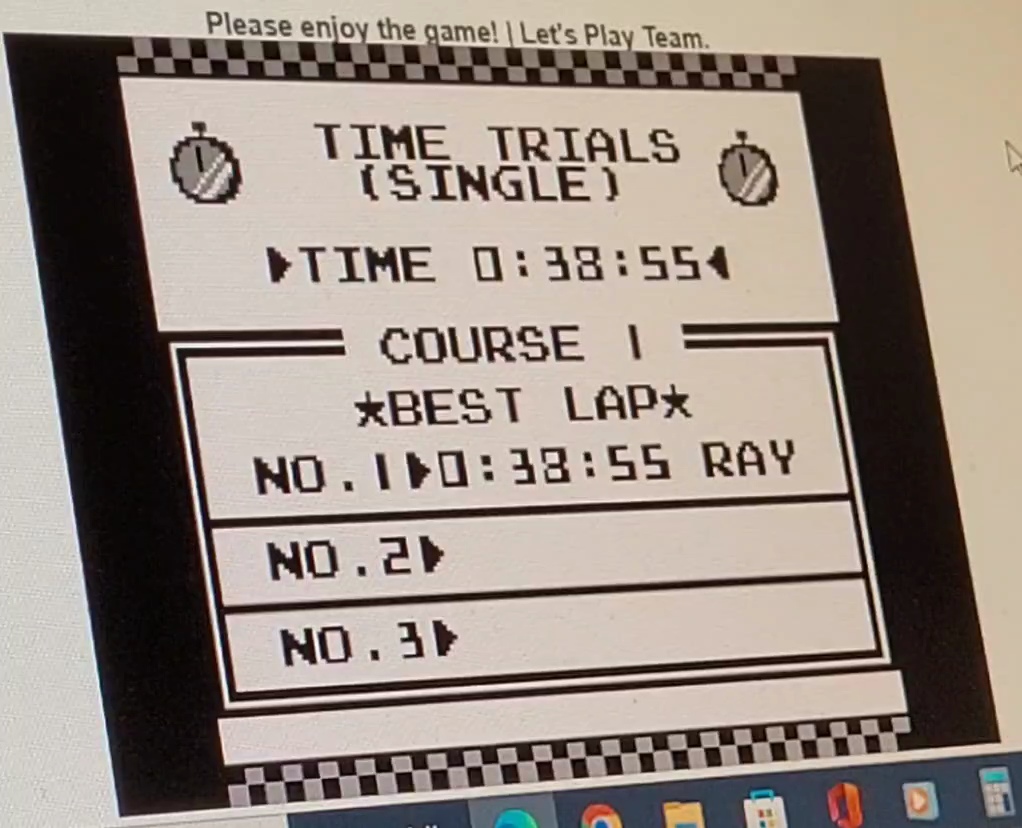 Please enjoy the game! | Let's Play Team.
TIME TRIALS
(SINGLE)
▶TIME 0:38:55◀
COURSE 1
★BEST LAP★
NO.1▶0:38:55 RAY
NO.2▶
NO.3▶